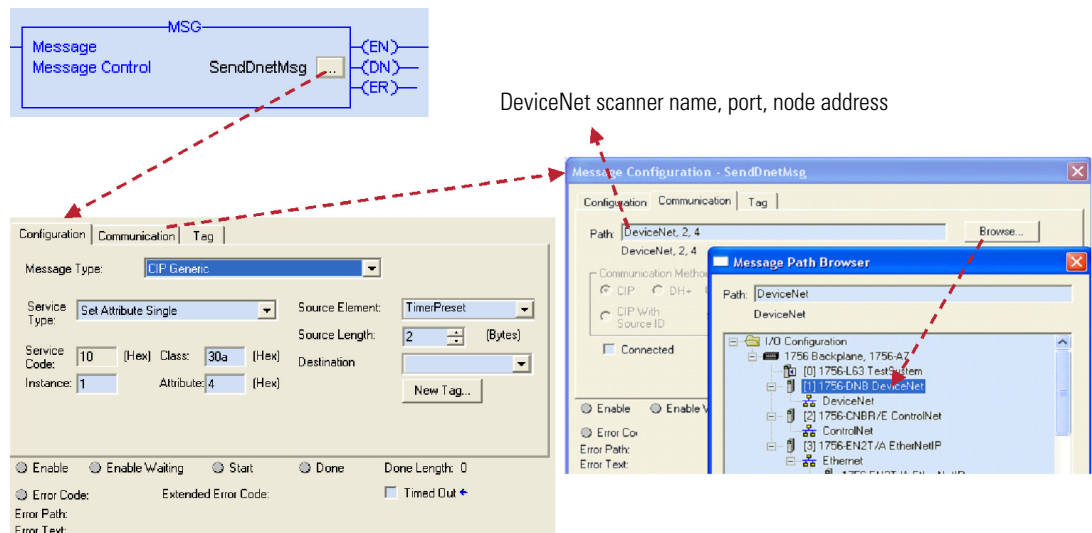 MSG
Message
Message Control SendDnetMsg ...
(EN)
(DN)
(ER)
DeviceNet scanner name, port, node address
Configuration Communication Tag
Message Type: CIP Generic
Service Type: Set Attribute Single
Source Element: TimerPreset
Source Length: 2 (Bytes)
Service Code: 10 (Hex) Class: 30a (Hex)
Destination
Instance: 1 Attribute: 4 (Hex)
New Tag...
Enable Enable Waiting Start Done Done Length: 0
Error Code: Extended Error Code: Timed Out
Error Path:
Error Text:
Message Configuration - SendDnetMsg
Configuration Communication Tag
Path: DeviceNet, 2, 4 Browse...
DeviceNet, 2, 4
Communication Metho
CIP DH+
CIP With Source ID
Connected
Enable Enable
Error Co
Error Path:
Error Text:
Message Path Browser
Path: DeviceNet
DeviceNet
I/O Configuration
1756 Backplane, 1756-A7
[0] 1756-L63 TestSystem
[1] 1756-DNB DeviceNet
DeviceNet
[2] 1756-CNBR/E ControlNet
ControlNet
[3] 1756-EN2T/A EtherNetIP
Ethernet